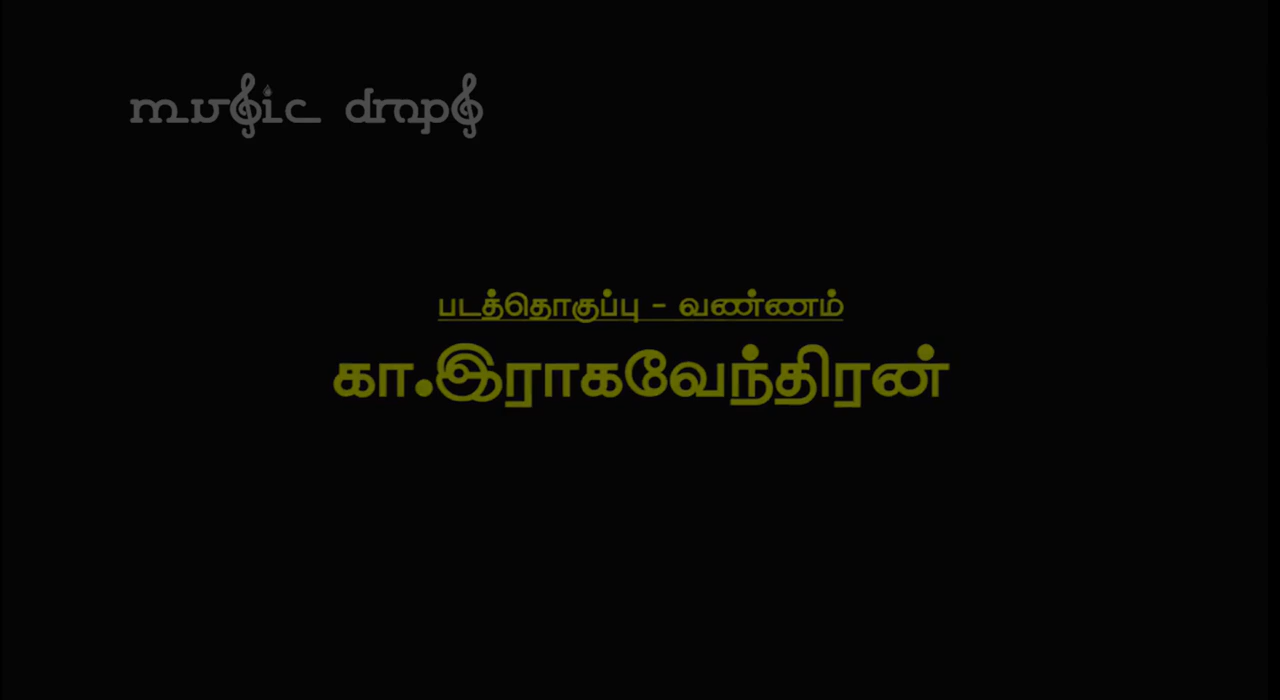 music drops
படத்தொகுப்பு - வண்ணம்
கா.இராகவேந்திரன்